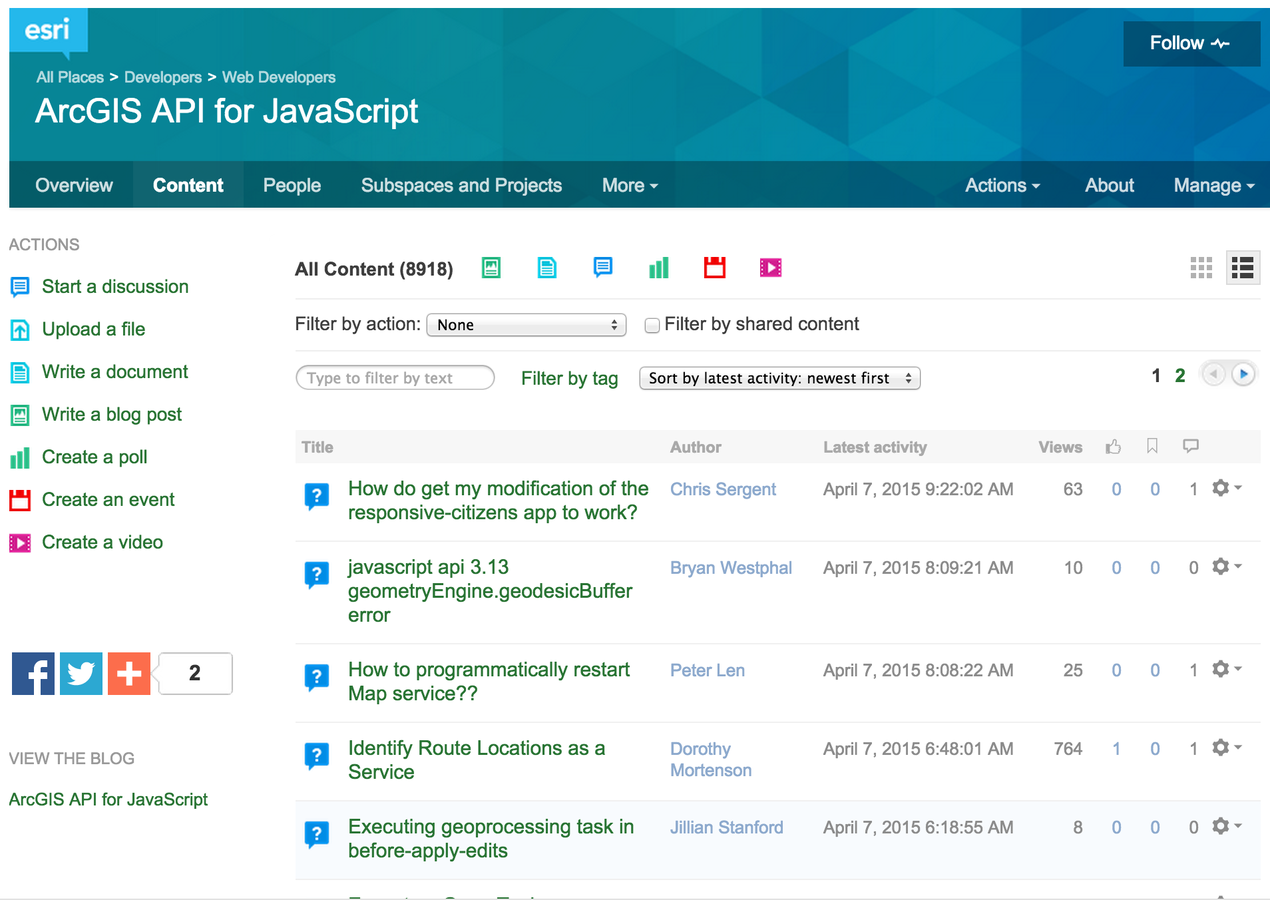 esri
Follow
All Places > Developers > Web Developers
ArcGIS API for JavaScript
Overview Content People Subspaces and Projects More Actions About Manage
ACTIONS
Start a discussion
Upload a file
Write a document
Write a blog post
Create a poll
Create an event
Create a video
2
VIEW THE BLOG
ArcGIS API for JavaScript
All Content (8918)
Filter by action: None Filter by shared content
Type to filter by text Filter by tag Sort by latest activity: newest first 1 2
Title Author Latest activity Views
How do get my modification of the Chris Sergent April 7, 2015 9:22:02 AM 63 0 0 1
responsive-citizens app to work?
javascript api 3.13 Bryan Westphal April 7, 2015 8:09:21 AM 10 0 0 0
geometryEngine.geodesicBuffer
error
How to programmatically restart Peter Len April 7, 2015 8:08:22 AM 25 0 0 1
Map service??
Identify Route Locations as a Dorothy April 7, 2015 6:48:01 AM 764 1 0 1
Service Mortenson
Executing geoprocessing task in Jillian Stanford April 7, 2015 6:18:55 AM 8 0 0 0
before-apply-edits